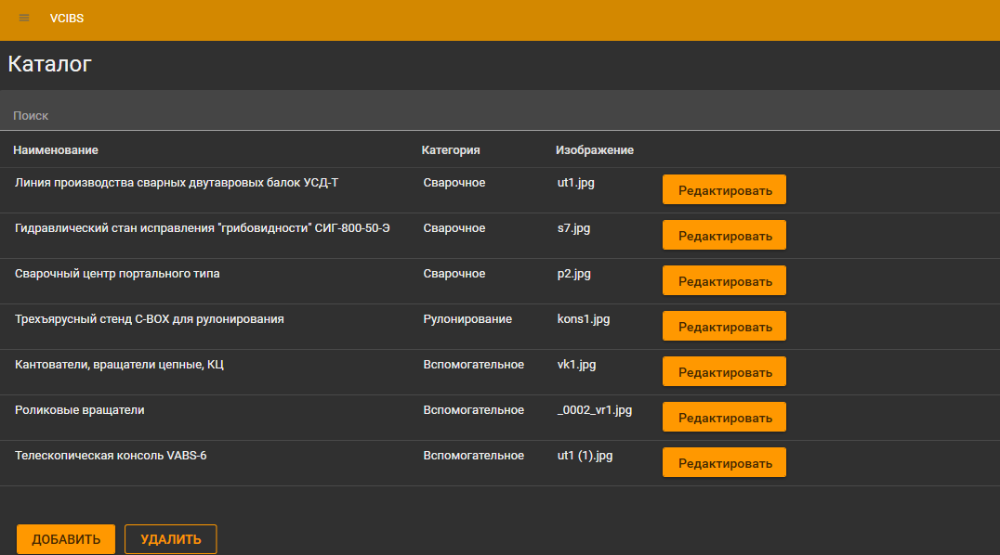 VCIBS
Каталог
Поиск
Наименование Категория Изображение
Линия производства сварных двутавровых балок УСД-Т Сварочное ut1.jpg Редактировать
Гидравлический стан исправления "грибовидности" СИГ-800-50-Э Сварочное s7.jpg Редактировать
Сварочный центр портального типа Сварочное p2.jpg Редактировать
Трехъярусный стенд C-BOX для рулонирования Рулонирование kons1.jpg Редактировать
Кантователи, вращатели цепные, КЦ Вспомогательное vk1.jpg Редактировать
Роликовые вращатели Вспомогательное _0002_vr1.jpg Редактировать
Телескопическая консоль VABS-6 Вспомогательное ut1 (1).jpg Редактировать
ДОБАВИТЬ УДАЛИТЬ